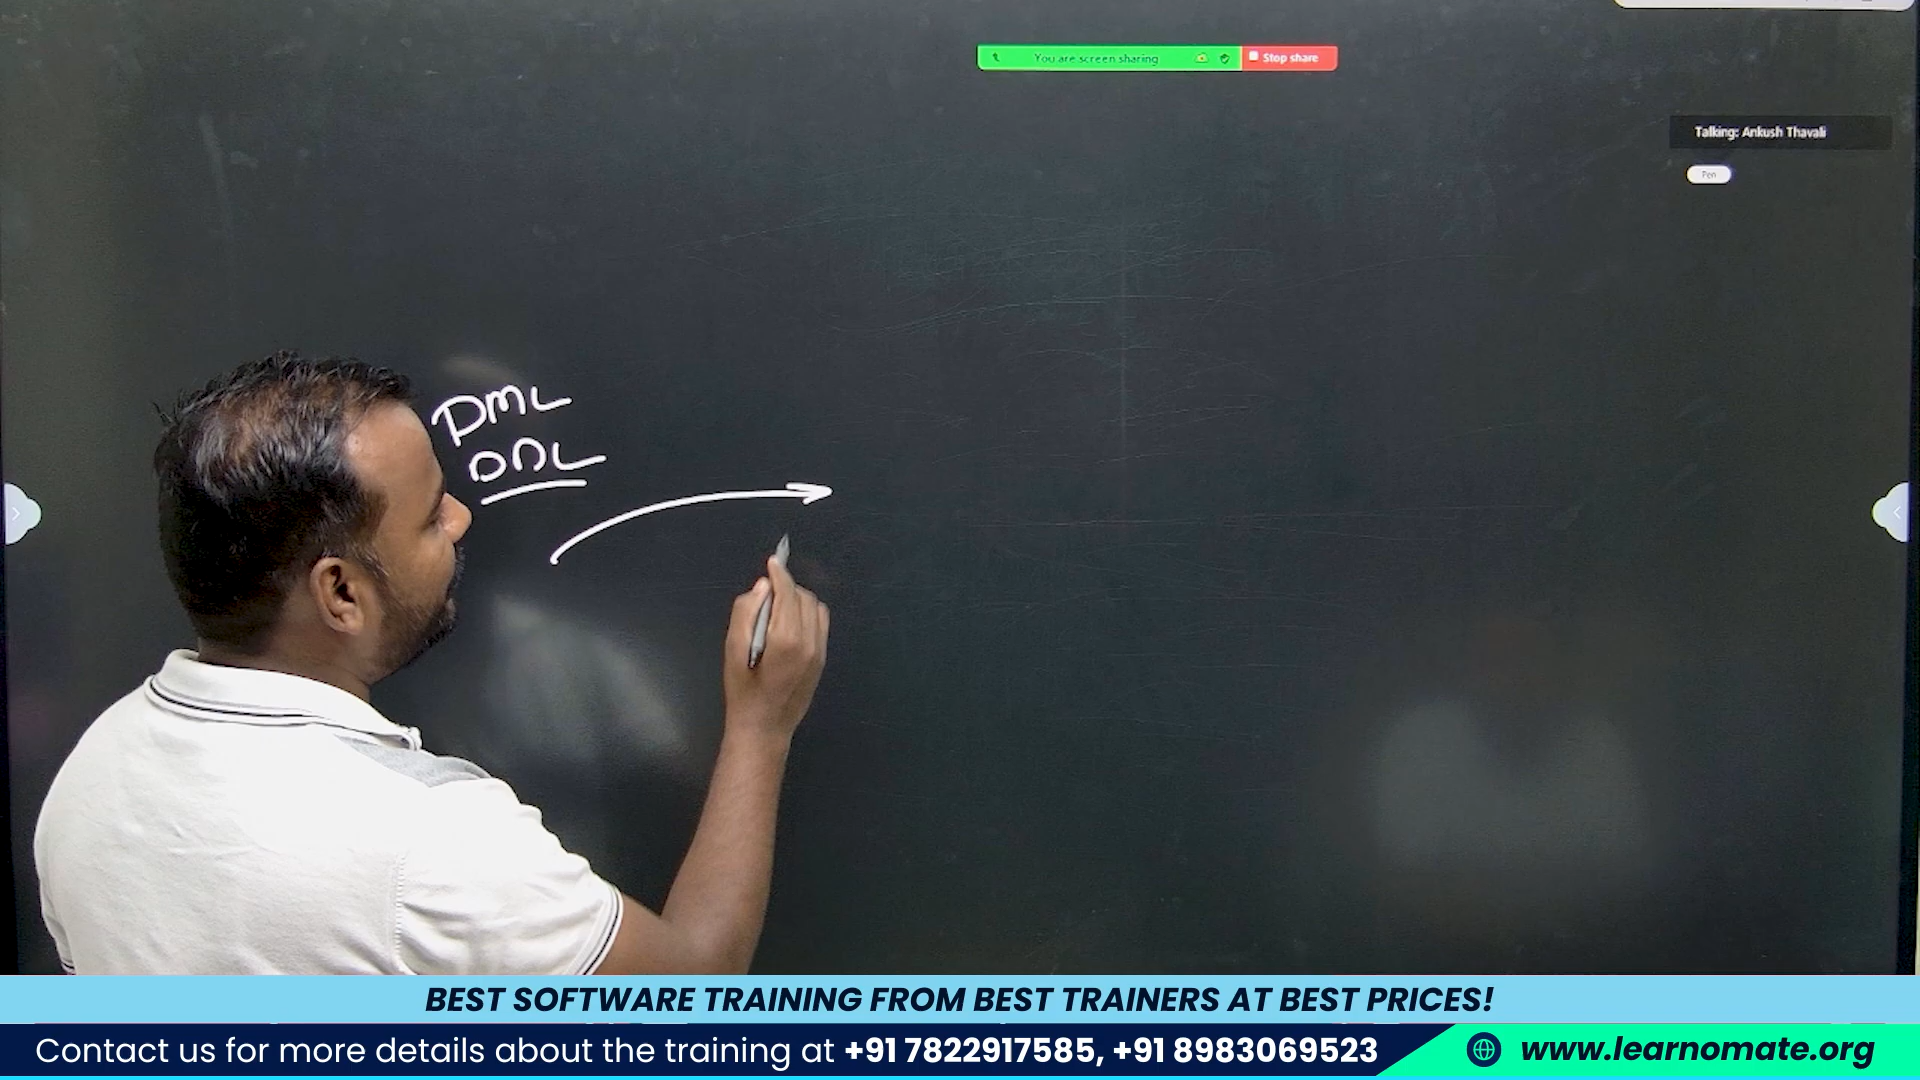 You are screen sharing
Stop share
Talking: Ankush Thavali
Pen
DML
DDL
BEST SOFTWARE TRAINING FROM BEST TRAINERS AT BEST PRICES!
Contact us for more details about the training at +91 7822917585, +91 8983069523
www.learnomate.org